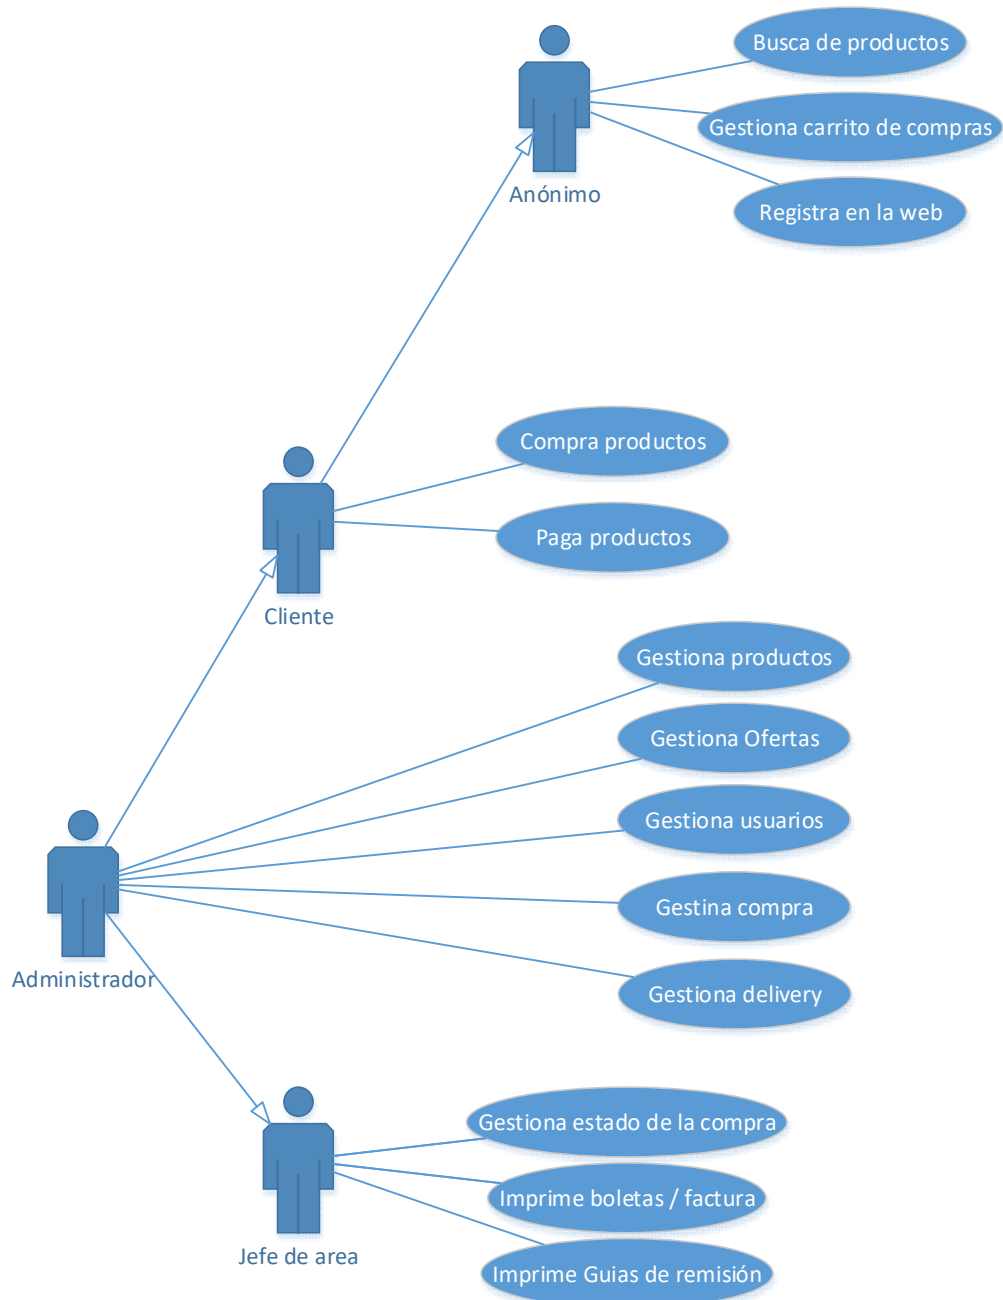 Busca de productos
Gestiona carrito de compras
Registra en la web
Anónimo
Compra productos
Paga productos
Cliente
Gestiona productos
Gestiona Ofertas
Gestiona usuarios
Gestina compra
Gestiona delivery
Administrador
Gestiona estado de la compra
Imprime boletas / factura
Imprime Guias de remisión
Jefe de area